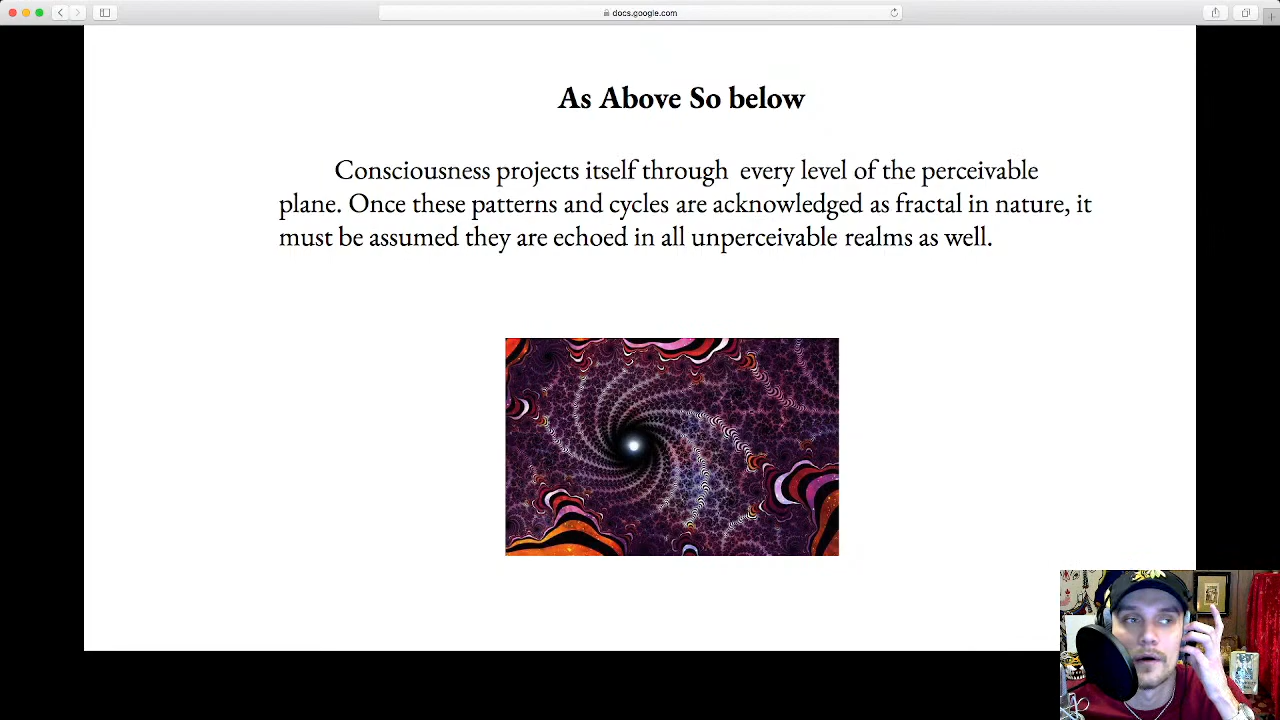 docs.google.com
As Above So below
Consciousness projects itself through every level of the perceivable
plane. Once these patterns and cycles are acknowledged as fractal in nature, it
must be assumed they are echoed in all unperceivable realms as well.